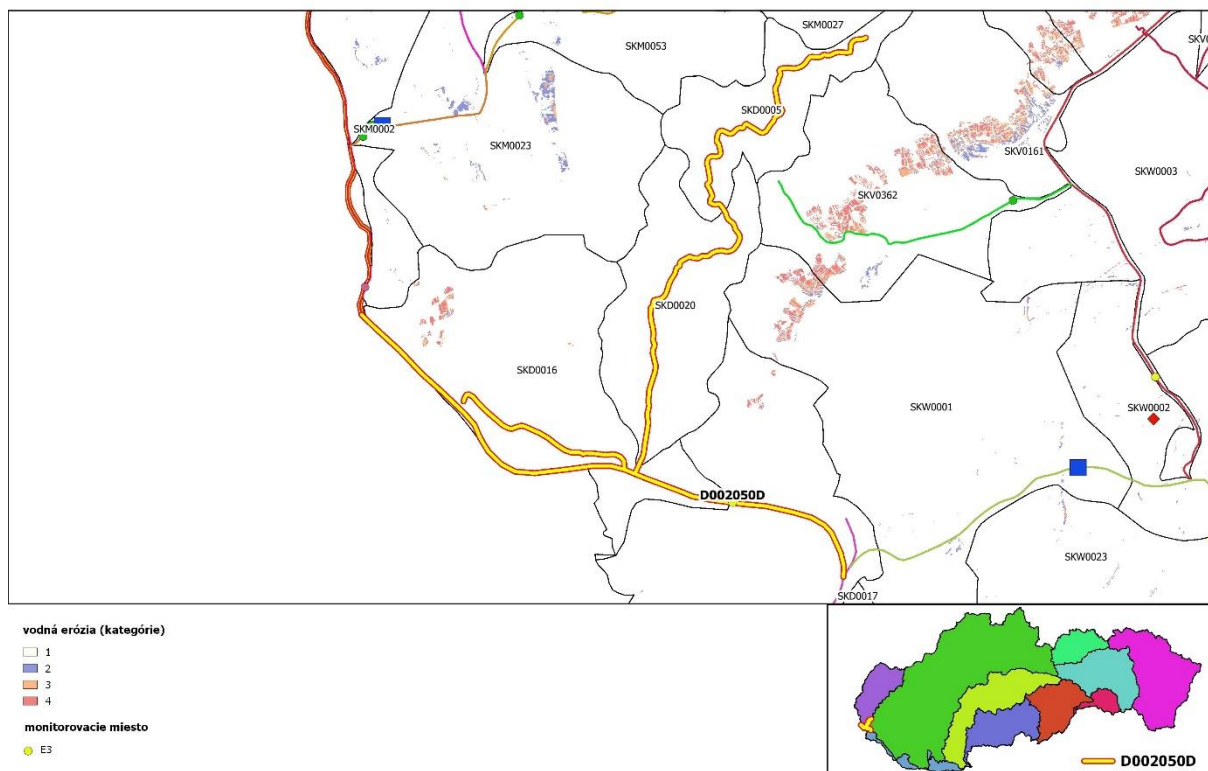 SKM0027
SKM0053
SKV0
SKD0005
SKM0002
SKM0023
SKV0161
SKW0003
SKV0362
SKD0020
SKD0016
SKW0001
SKW0002
D002050D
SKW0023
SKD0017
vodná erózia (kategórie)
1
2
3
4
monitorovacie miesto
E3
D002050D